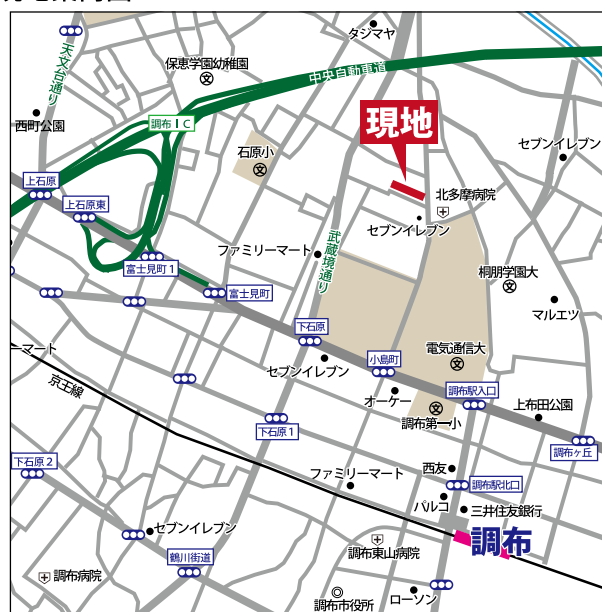 タジマヤ
天文台通り
保恵学園幼稚園
中央自動車道
西町公園
調布IC
現地
石原小
セブンイレブン
上石原
上石原東
北多摩病院
セブンイレブン
武蔵境通り
ファミリーマート
富士見町1
桐朋学園大
富士見町
マルエツ
下石原
ーマート
電気通信大
小島町
セブンイレブン
京王線
調布駅入口
オーケー
上布田公園
調布第一小
下石原1
調布ヶ丘
下石原2
西友
ファミリーマート
調布駅北口
パルコ
三井住友銀行
セブンイレブン
調布
鶴川街道
調布東山病院
調布病院
ローソン
調布市役所